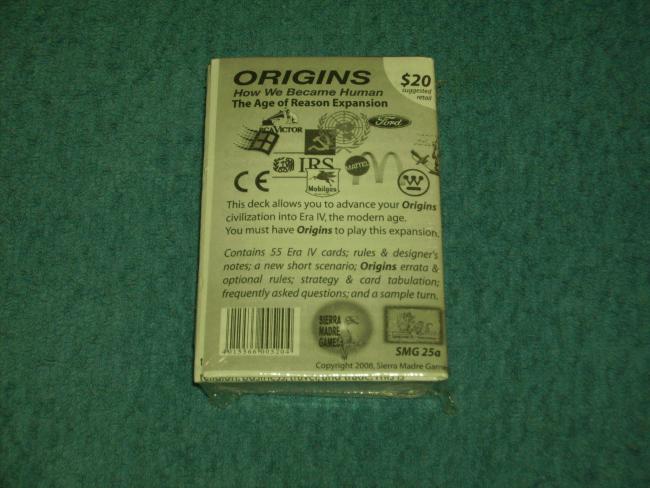 ORIGINS
How We Became Human
The Age of Reason Expansion
$20
suggested
retail
RCA VICTOR
Ford
IRS
MATTEL
Mobilgas
CE
This deck allows you to advance your Origins
civilization into Era IV, the modern age.
You must have Origins to play this expansion.
Contains 55 Era IV cards; rules & designer's
notes; a new short scenario; Origins errata &
optional rules; strategy & card tabulation;
frequently asked questions; and a sample turn.
SIERRA
MADRE
GAMES
SMG 25a
Copyright 2008, Sierra Madre Game